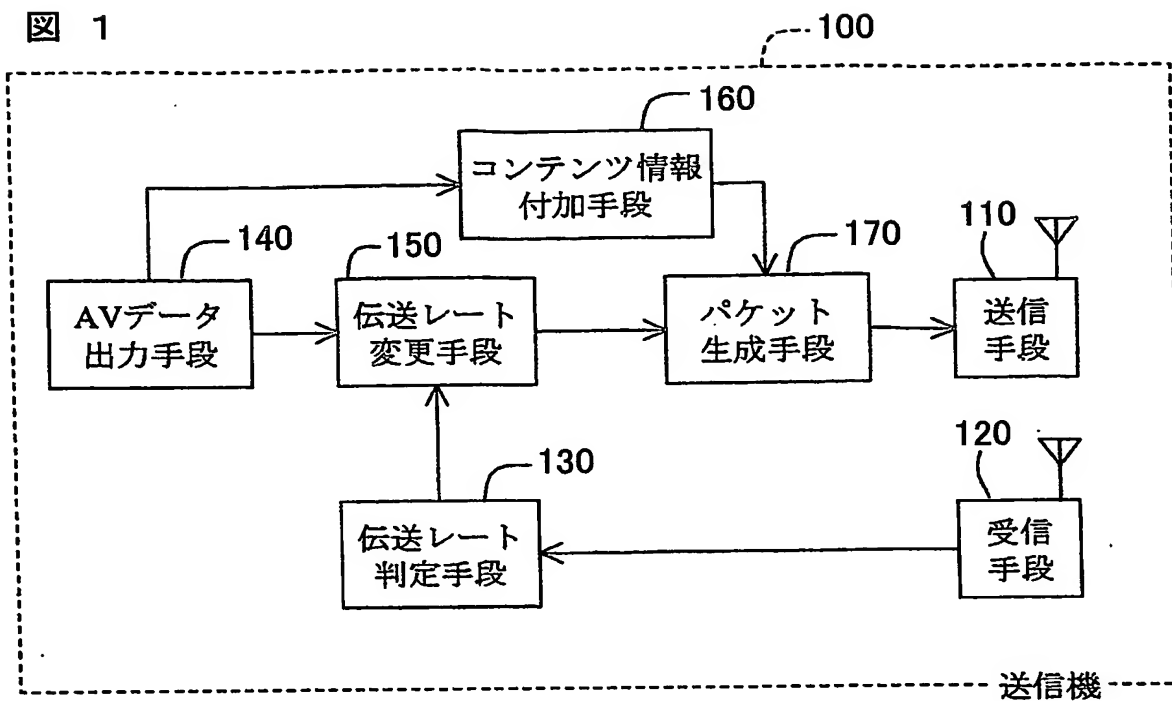 図 1
100
160
コンテンツ情報
付加手段
140
150
170
110
AVデータ
出力手段
伝送レート
変更手段
パケット
生成手段
送信
手段
130
120
伝送レート
判定手段
受信
手段
送信機